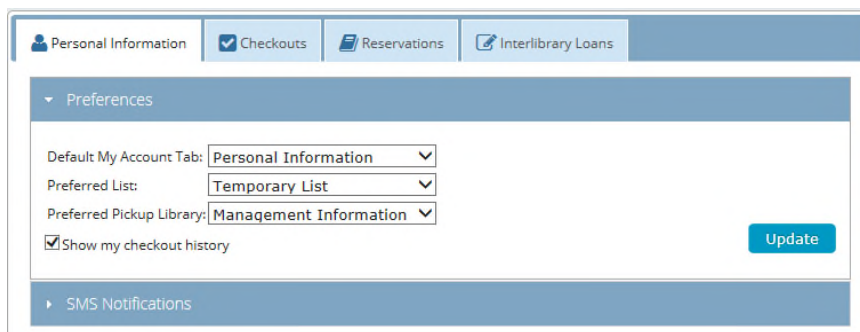 Personal Information Checkouts Reservations Interlibrary Loans
Preferences
Default My Account Tab: Personal Information
Preferred List: Temporary List
Preferred Pickup Library: Management Information
Show my checkout history
Update
SMS Notifications